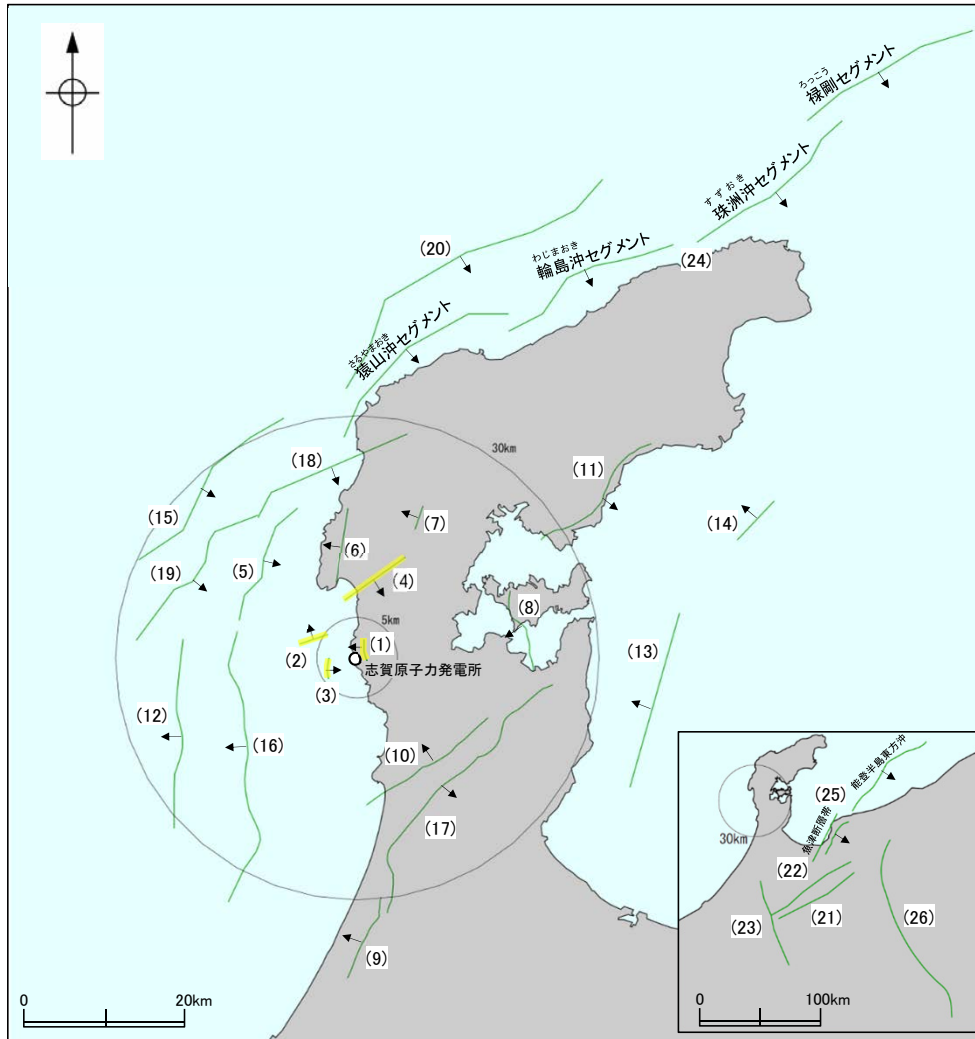 ろっこう
禄剛セグメント
すずおき
珠洲沖セグメント
(20)
わじまおき
輪島沖セグメント
(24)
さるやまおき
猿山沖セグメント
30km
(18)
(11)
(15)
(7)
(14)
(6)
(19)
(5)
(4)
(8)
5km
(1)
(2)
志賀原子力発電所
(3)
(13)
(12)
(16)
(10)
(17)
(9)
能登半島東方沖
(25)
魚津断層帯
30km
(22)
(21)
(23)
(26)
0
20km
0
100km